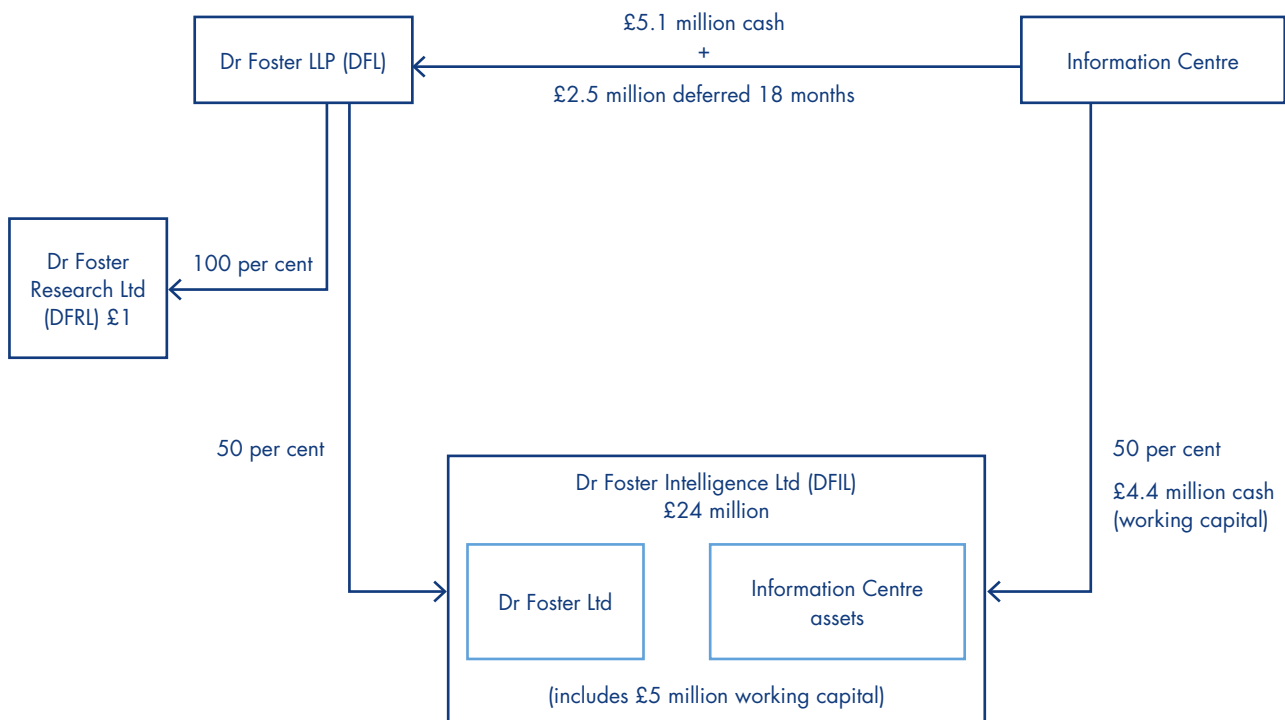 £5.1 million cash
+
£2.5 million deferred 18 months
Dr Foster LLP (DFL)
Information Centre
Dr Foster
Research Ltd
(DFRL) £1
100 per cent
50 per cent
50 per cent
£4.4 million cash
(working capital)
Dr Foster Intelligence Ltd (DFIL)
£24 million
Dr Foster Ltd
Information Centre
assets
(includes £5 million working capital)